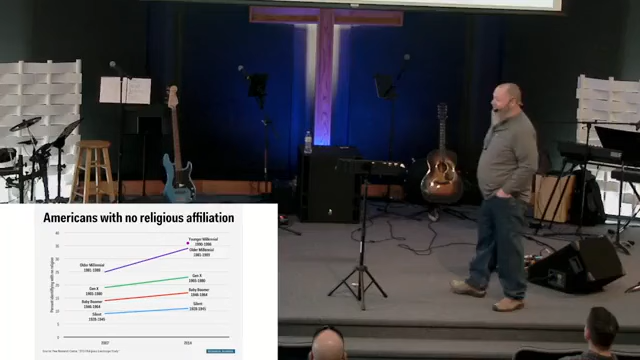 Americans with no religious affiliation
Younger Millennial
1990-1996
Older Millennial
1981-1989
Older Millennial
1981-1989
Gen X
1965-1980
Gen X
1965-1980
Baby Boomer
1946-1964
Baby Boomer
1946-1964
Silent
1928-1945
Silent
1928-1945
2007
2014